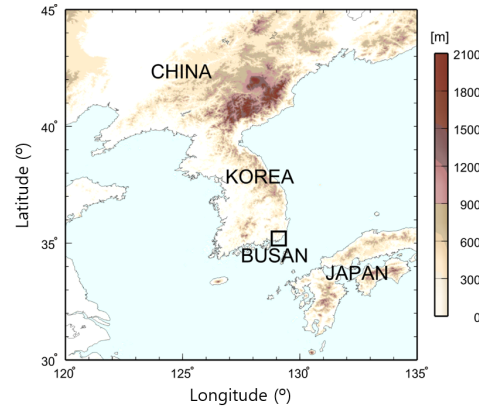 45°
[m]
2100
CHINA
1800
40°
1500
1200
KOREA
900
35°
600
BUSAN
JAPAN
300
0
30°
120°
125°
130°
135°
Latitude (º)
Longitude (º)